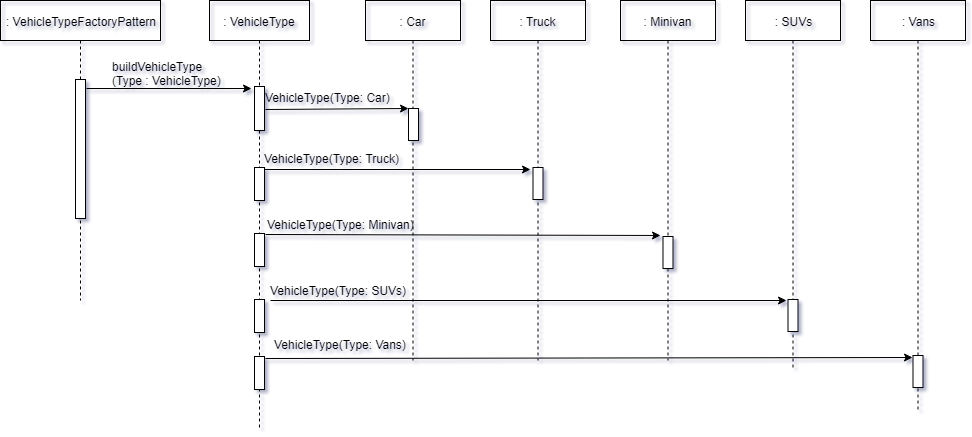 : VehicleTypeFactoryPattern
: VehicleType
: Car
: Truck
: Minivan
: SUVs
: Vans
buildVehicleType
(Type : VehicleType)
VehicleType(Type: Car)
VehicleType(Type: Truck)
VehicleType(Type: Minivan)
VehicleType(Type: SUVs)
VehicleType(Type: Vans)